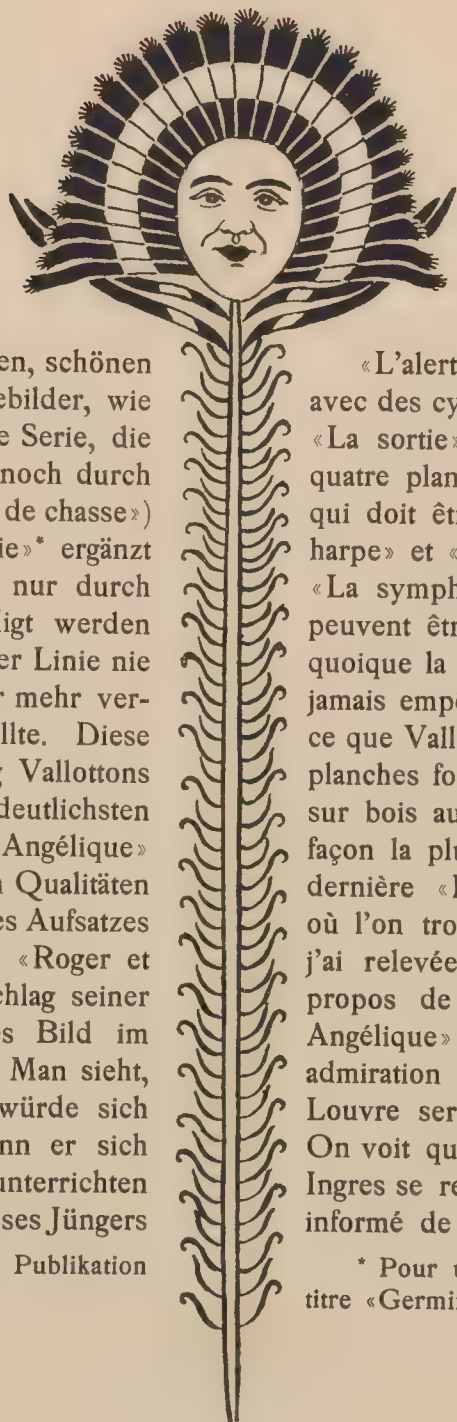 en, schönen
ebilder, wie
e Serie, die
noch durch
de chasse»)
ie»* ergänzt
nur durch
igt werden
er Linie nie
r mehr ver-
llte. Diese
g Vallottons
deutlichsten
Angélique»
n Qualitäten
es Aufsatzes
«Roger et
chlag seiner
s Bild im
Man sieht,
würde sich
nn er sich
unterrichten
ses Jüngers
Publikation
«L'alert
avec des cy
«La sortie»
quatre plan
qui doit êt
harpe» et «
«La symph
peuvent êtr
quoique la
jamais empê
ce que Vall
planches fo
sur bois au
façon la plu
dernière «
où l'on tro
j'ai relevée
propos de
Angélique»
admiration
Louvre ser
On voit qu
Ingres se re
informé de
* Pour u
titre «Germi